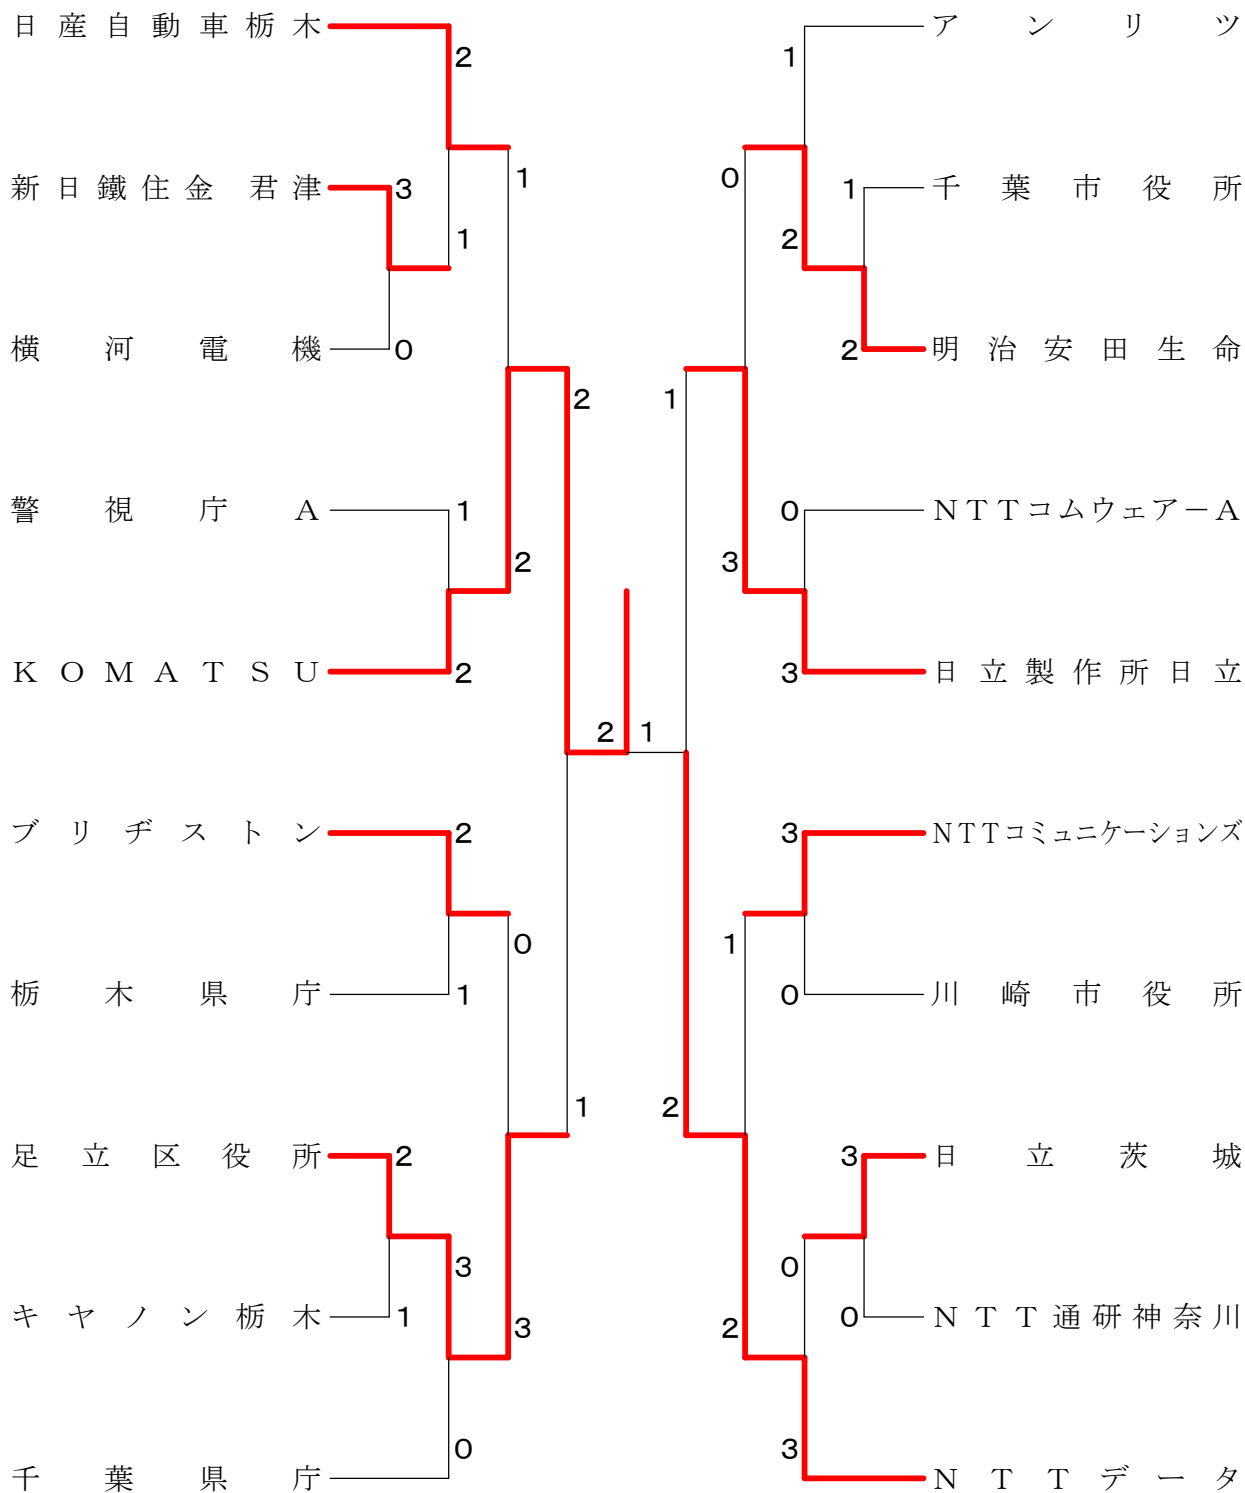 日産自動車栃木
2
1
新日鐵住金 君津
3
1
横河電機
0
2
警視庁A
1
2
KOMATSU
2
2
ブリヂストン
2
0
栃木県庁
1
1
足立区役所
2
3
キヤノン栃木
1
3
千葉県庁
0
アンリツ
1
0
千葉市役所
1
2
明治安田生命
2
1
NTTコムウェアーA
0
3
日立製作所日立
3
1
NTTコミュニケーションズ
3
1
川崎市役所
0
2
日立茨城
3
0
NTT通研神奈川
0
2
NTTデータ
3